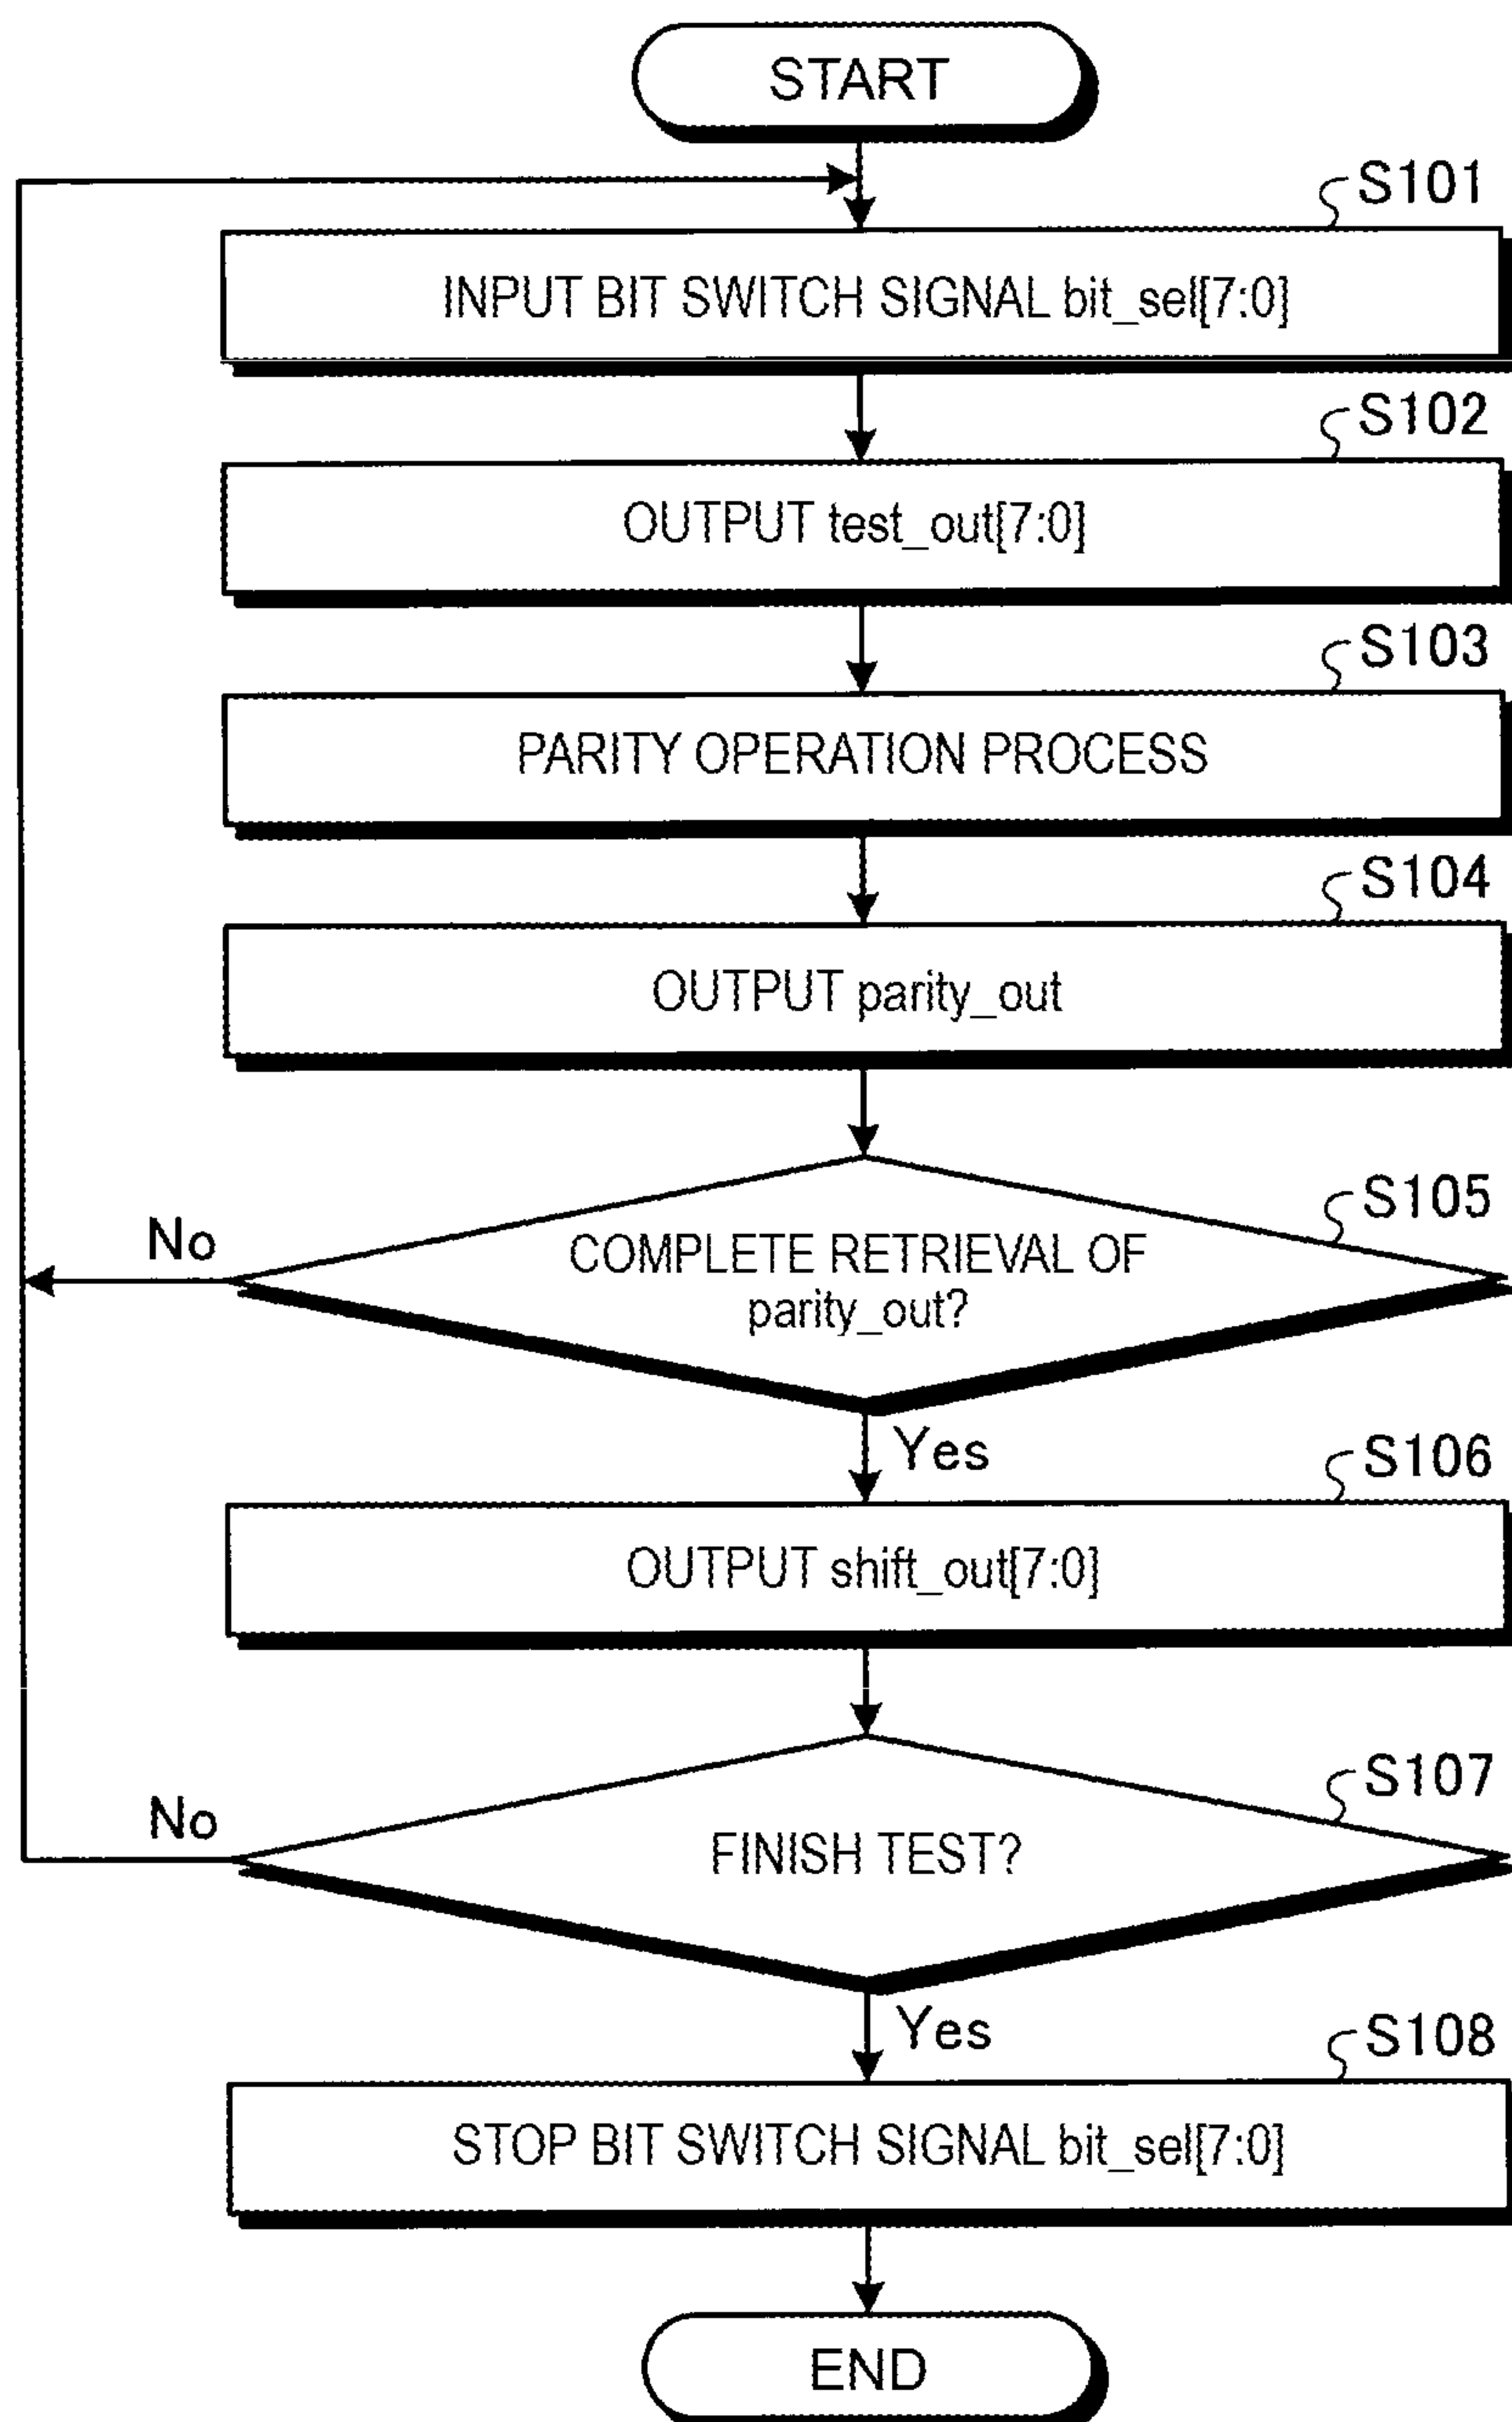 START
S101
INPUT BIT SWITCH SIGNAL bit_sel[7:0]
S102
OUTPUT test_out[7:0]
S103
PARITY OPERATION PROCESS
S104
OUTPUT parity_out
S105
No
COMPLETE RETRIEVAL OF
parity_out?
Yes
S106
OUTPUT shift_out[7:0]
S107
No
FINISH TEST?
Yes
S108
STOP BIT SWITCH SIGNAL bit_sel[7:0]
END